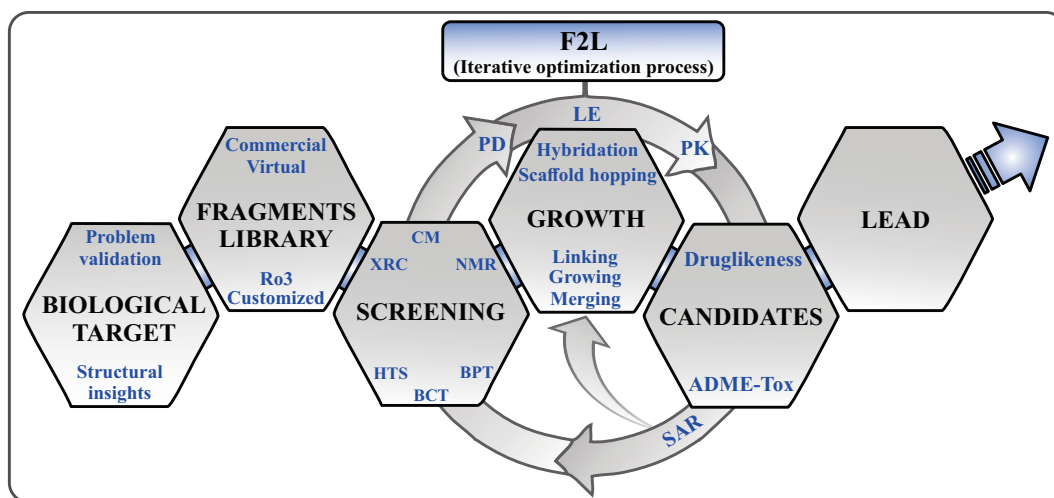 F2L
(Iterative optimization process)
LE
PD
PK
Commercial
Virtual
FRAGMENTS
LIBRARY
Ro3
Customized
Hybridation
Scaffold hopping
GROWTH
Linking
Growing
Merging
LEAD
Problem
validation
BIOLOGICAL
TARGET
Structural
insights
CM
XRC NMR
SCREENING
HTS BPT
BCT
Druglikeness
CANDIDATES
ADME-Tox
SAR